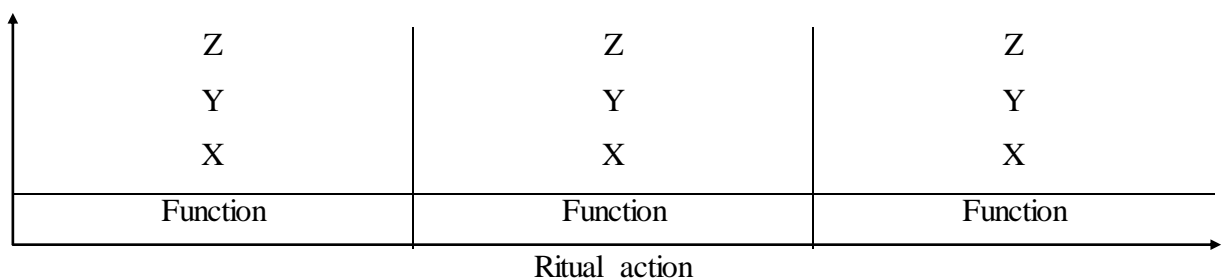 Z Z Z
Y Y Y
X X X
Function Function Function
Ritual action